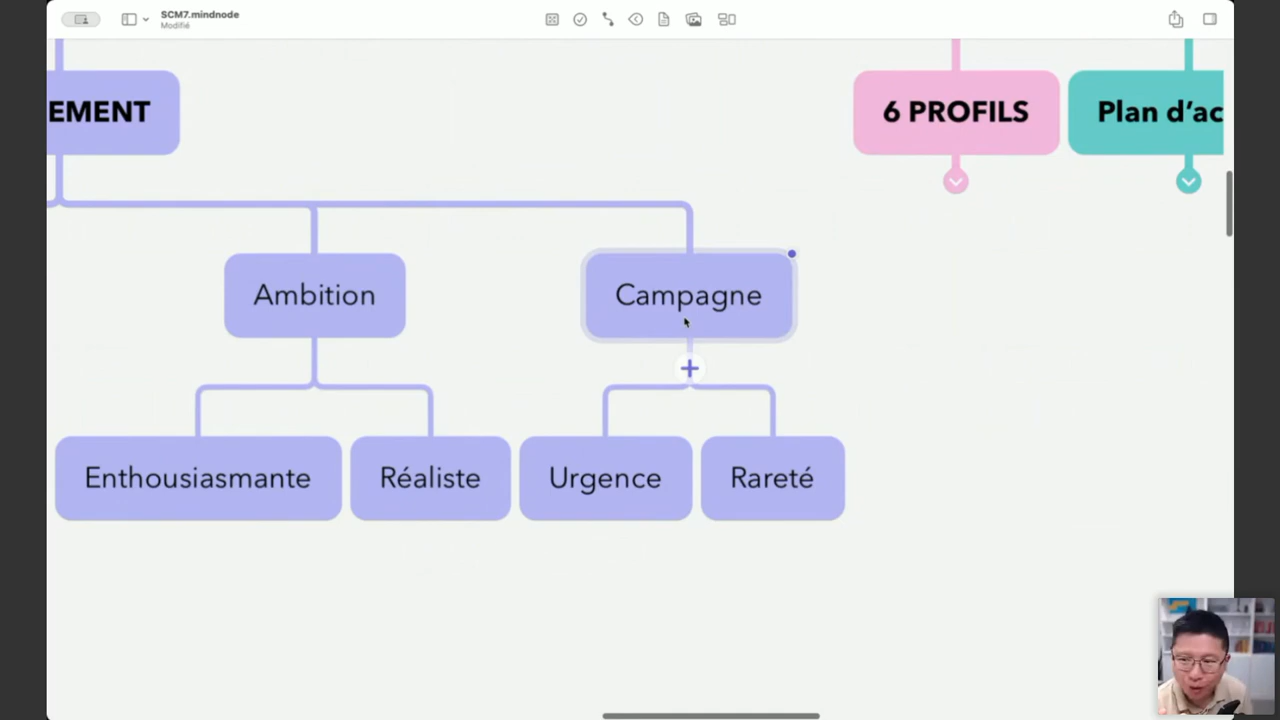 SCM7.mindnode
Modifié
EMENT
6 PROFILS
Plan d’ac
Ambition
Campagne
Enthousiasmante
Réaliste
Urgence
Rareté